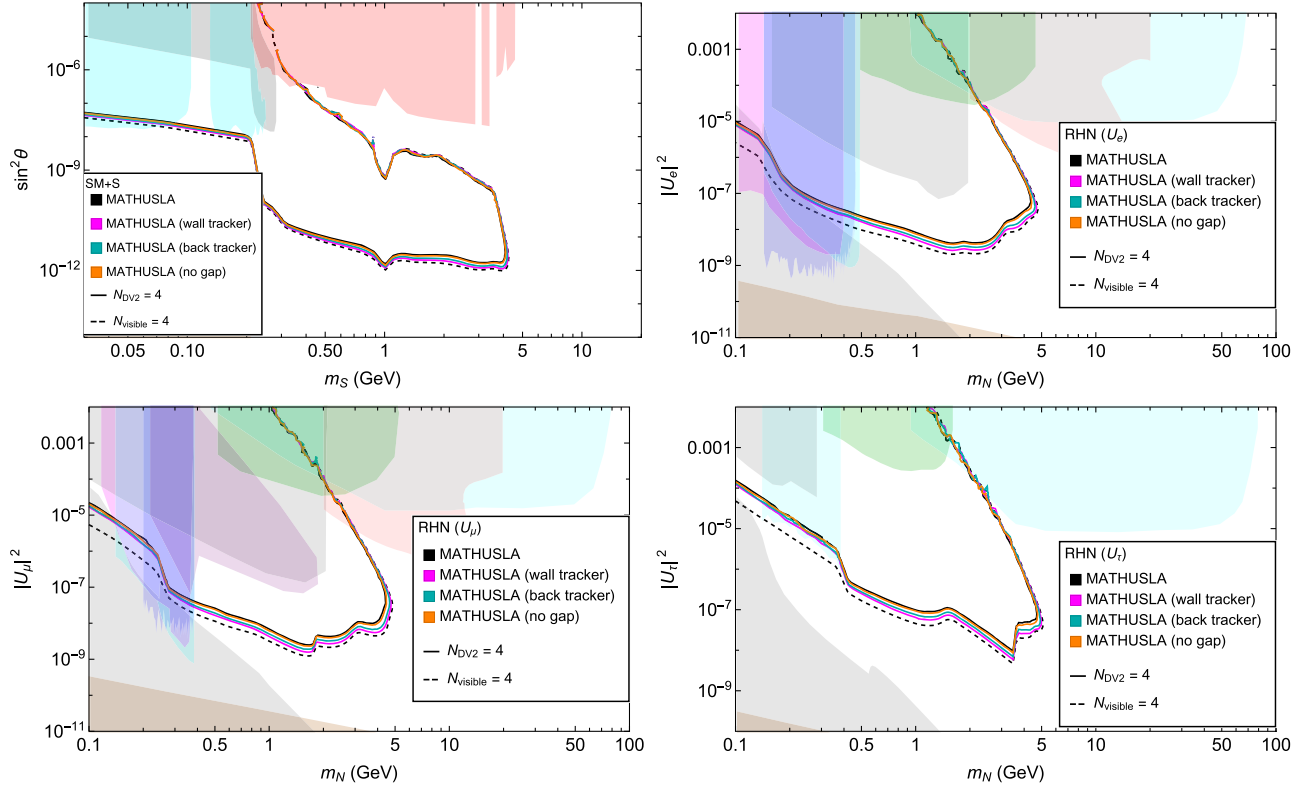 10⁻⁶
10⁻⁹
10⁻¹²
sin² θ
SM+S
MATHUSLA
MATHUSLA (wall tracker)
MATHUSLA (back tracker)
MATHUSLA (no gap)
N_DV2 = 4
N_visible = 4
0.05 0.10 0.50 1 5 10
m_S (GeV)
0.001
10⁻⁵
10⁻⁷
10⁻⁹
10⁻¹¹
|U_e|²
RHN (U_e)
MATHUSLA
MATHUSLA (wall tracker)
MATHUSLA (back tracker)
MATHUSLA (no gap)
N_DV2 = 4
N_visible = 4
0.1 0.5 1 5 10 50 100
m_N (GeV)
0.001
10⁻⁵
10⁻⁷
10⁻⁹
10⁻¹¹
|U_μ|²
RHN (U_μ)
MATHUSLA
MATHUSLA (wall tracker)
MATHUSLA (back tracker)
MATHUSLA (no gap)
N_DV2 = 4
N_visible = 4
0.1 0.5 1 5 10 50 100
m_N (GeV)
0.001
10⁻⁵
10⁻⁷
10⁻⁹
|U_τ|²
RHN (U_τ)
MATHUSLA
MATHUSLA (wall tracker)
MATHUSLA (back tracker)
MATHUSLA (no gap)
N_DV2 = 4
N_visible = 4
0.1 0.5 1 5 10 50 100
m_N (GeV)